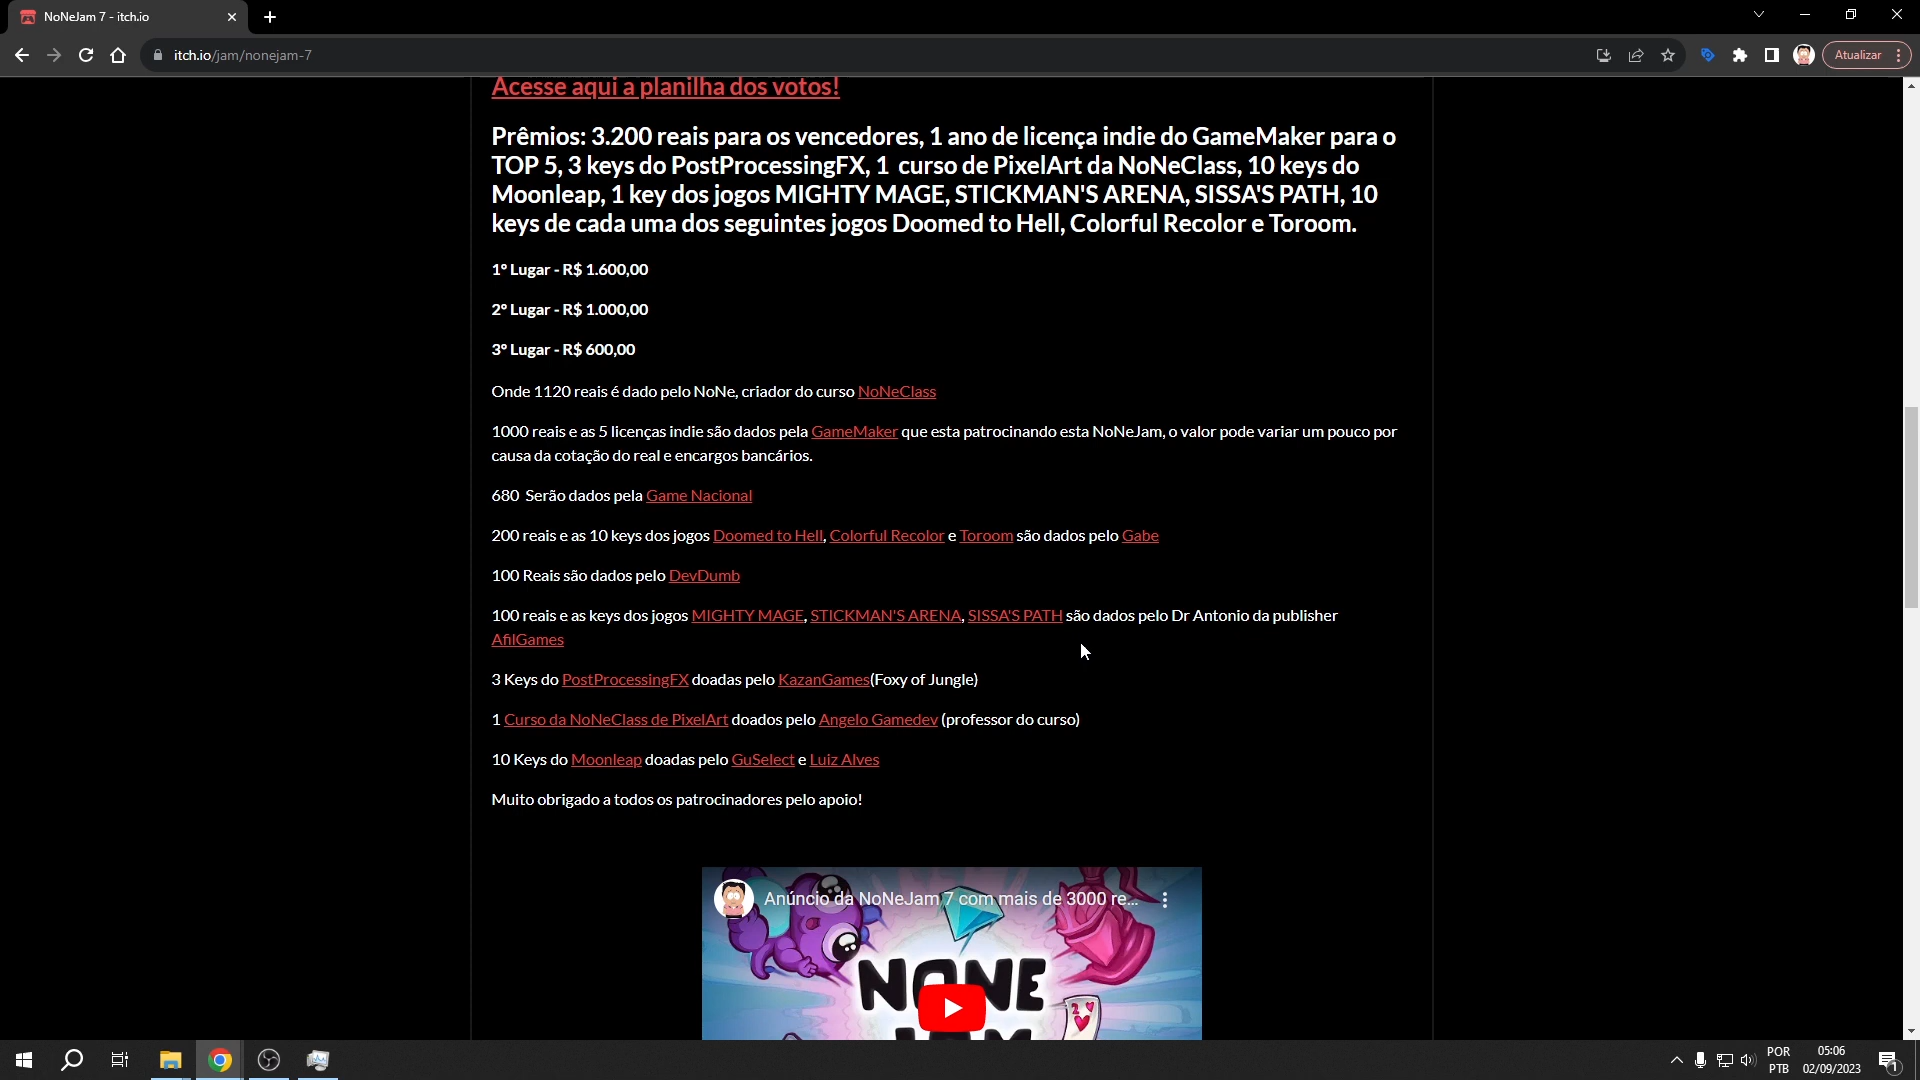 NoNeJam 7 - itch.io
itch.io/jam/nonejam-7
Atualizar
Acesse aqui a planilha dos votos!
Prêmios: 3.200 reais para os vencedores, 1 ano de licença indie do GameMaker para o
TOP 5, 3 keys do PostProcessingFX, 1 curso de PixelArt da NoNeClass, 10 keys do
Moonleap, 1 key dos jogos MIGHTY MAGE, STICKMAN'S ARENA, SISSA'S PATH, 10
keys de cada uma dos seguintes jogos Doomed to Hell, Colorful Recolor e Toroom.
1º Lugar - R$ 1.600,00
2º Lugar - R$ 1.000,00
3º Lugar - R$ 600,00
Onde 1120 reais é dado pelo NoNe, criador do curso NoNeClass
1000 reais e as 5 licenças indie são dados pela GameMaker que esta patrocinando esta NoNeJam, o valor pode variar um pouco por
causa da cotação do real e encargos bancários.
680 Serão dados pela Game Nacional
200 reais e as 10 keys dos jogos Doomed to Hell, Colorful Recolor e Toroom são dados pelo Gabe
100 Reais são dados pelo DevDumb
100 reais e as keys dos jogos MIGHTY MAGE, STICKMAN'S ARENA, SISSA'S PATH são dados pelo Dr Antonio da publisher
AfilGames
3 Keys do PostProcessingFX doadas pelo KazanGames(Foxy of Jungle)
1 Curso da NoNeClass de PixelArt doados pelo Angelo Gamedev (professor do curso)
10 Keys do Moonleap doadas pelo GuSelect e Luiz Alves
Muito obrigado a todos os patrocinadores pelo apoio!
Anúncio da NoNeJam 7 com mais de 3000 re...
NONE
JAM
2
POR
PTB
05:06
02/09/2023
1